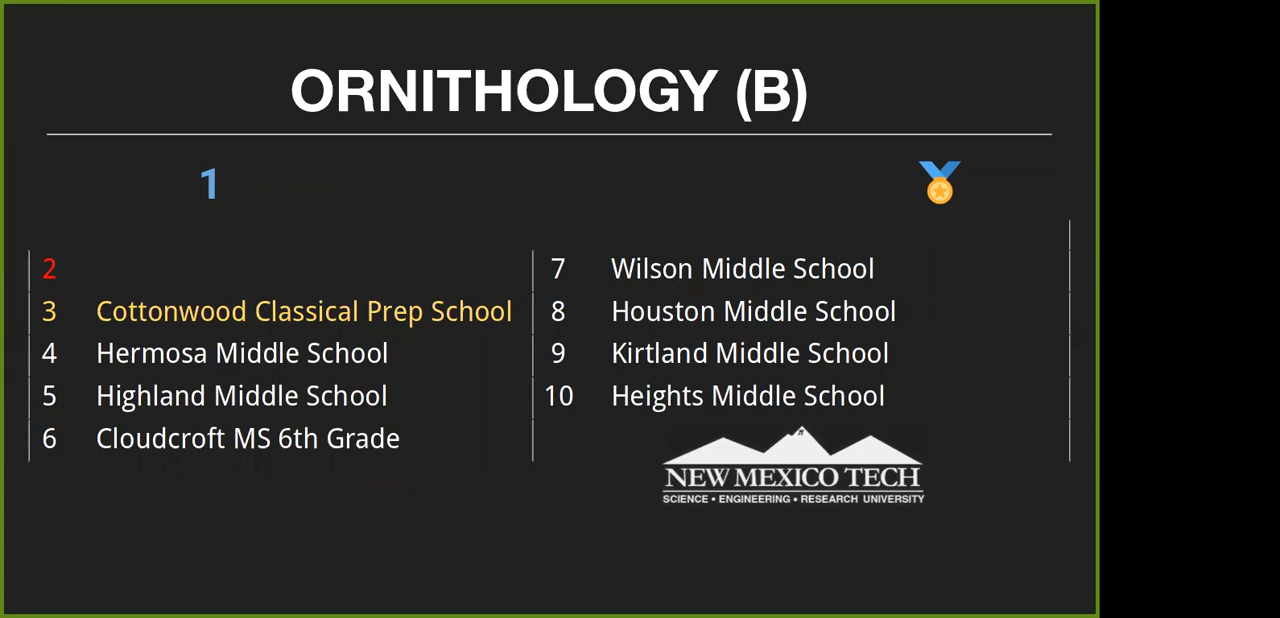 ORNITHOLOGY (B)
1
2
3 Cottonwood Classical Prep School
4 Hermosa Middle School
5 Highland Middle School
6 Cloudcroft MS 6th Grade
7 Wilson Middle School
8 Houston Middle School
9 Kirtland Middle School
10 Heights Middle School
NEW MEXICO TECH
SCIENCE • ENGINEERING • RESEARCH UNIVERSITY